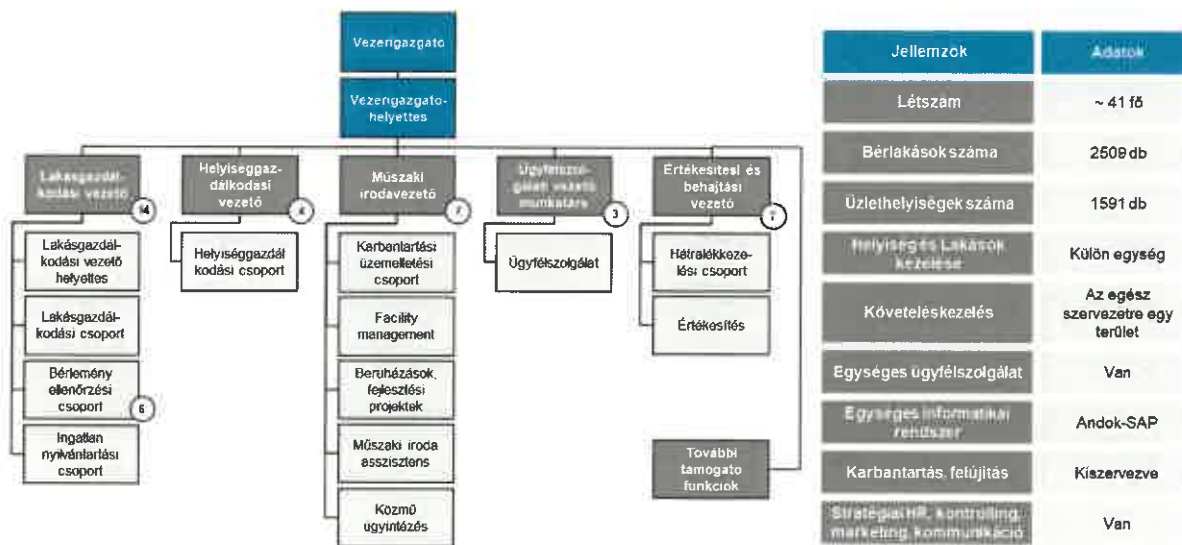 Vezérigazgató
Vezérigazgató-
helyettes
Lakásgazdál-
kodási vezető
14
Helyiséggaz-
dálkodási
vezető
4
Műszaki
irodavezető
7
Ügyfélszol-
gálati vezető
munkatárs
3
Értékesítési és
behajtási
vezető
7
Lakásgazdál-
kodási vezető
helyettes
Lakásgazdál-
kodási csoport
Bérlemény
ellenőrzési
csoport
6
Ingatlan
nyilvántartási
csoport
Helyiséggazdál
kodási csoport
Karbantartási
üzemeltetési
csoport
Facility
management
Beruházások,
fejlesztési
projektek
Műszaki iroda
asszisztens
Közmű
ügyintézés
Ügyfélszolgálat
Hátralékkeze-
lési csoport
Értékesítés
További
támogató
funkciók
Jellemzők
Adatok
Létszám
~ 41 fő
Bérlakások száma
2509 db
Üzlethelyiségek száma
1591 db
Helyiség és Lakások
kezelése
Külön egység
Követeléskezelés
Az egész
szervezetre egy
terület
Egységes ügyfélszolgálat
Van
Egységes informatikai
rendszer
Andok-SAP
Karbantartás, felújítás
Kiszervezve
Stratégiai HR, kontrolling,
marketing, kommunikáció
Van